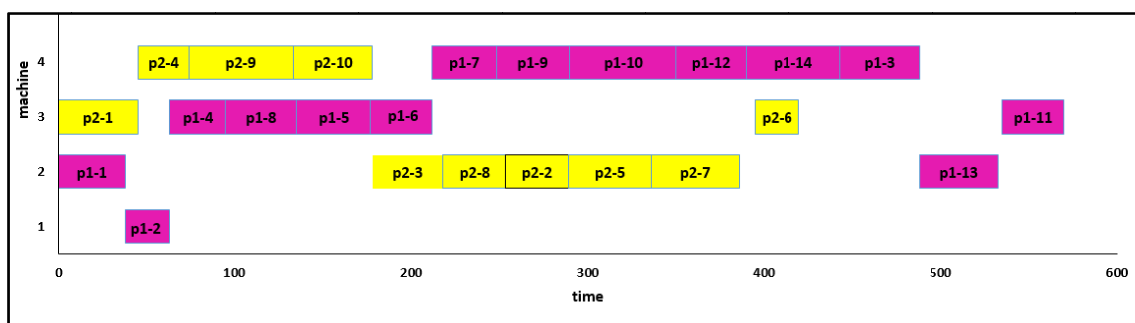 4 p2-4 p2-9 p2-10 p1-7 p1-9 p1-10 p1-12 p1-14 p1-3
machine
3 p2-1 p1-4 p1-8 p1-5 p1-6 p2-6 p1-11
2 p1-1 p2-3 p2-8 p2-2 p2-5 p2-7 p1-13
1 p1-2
0 100 200 300 400 500 600
time